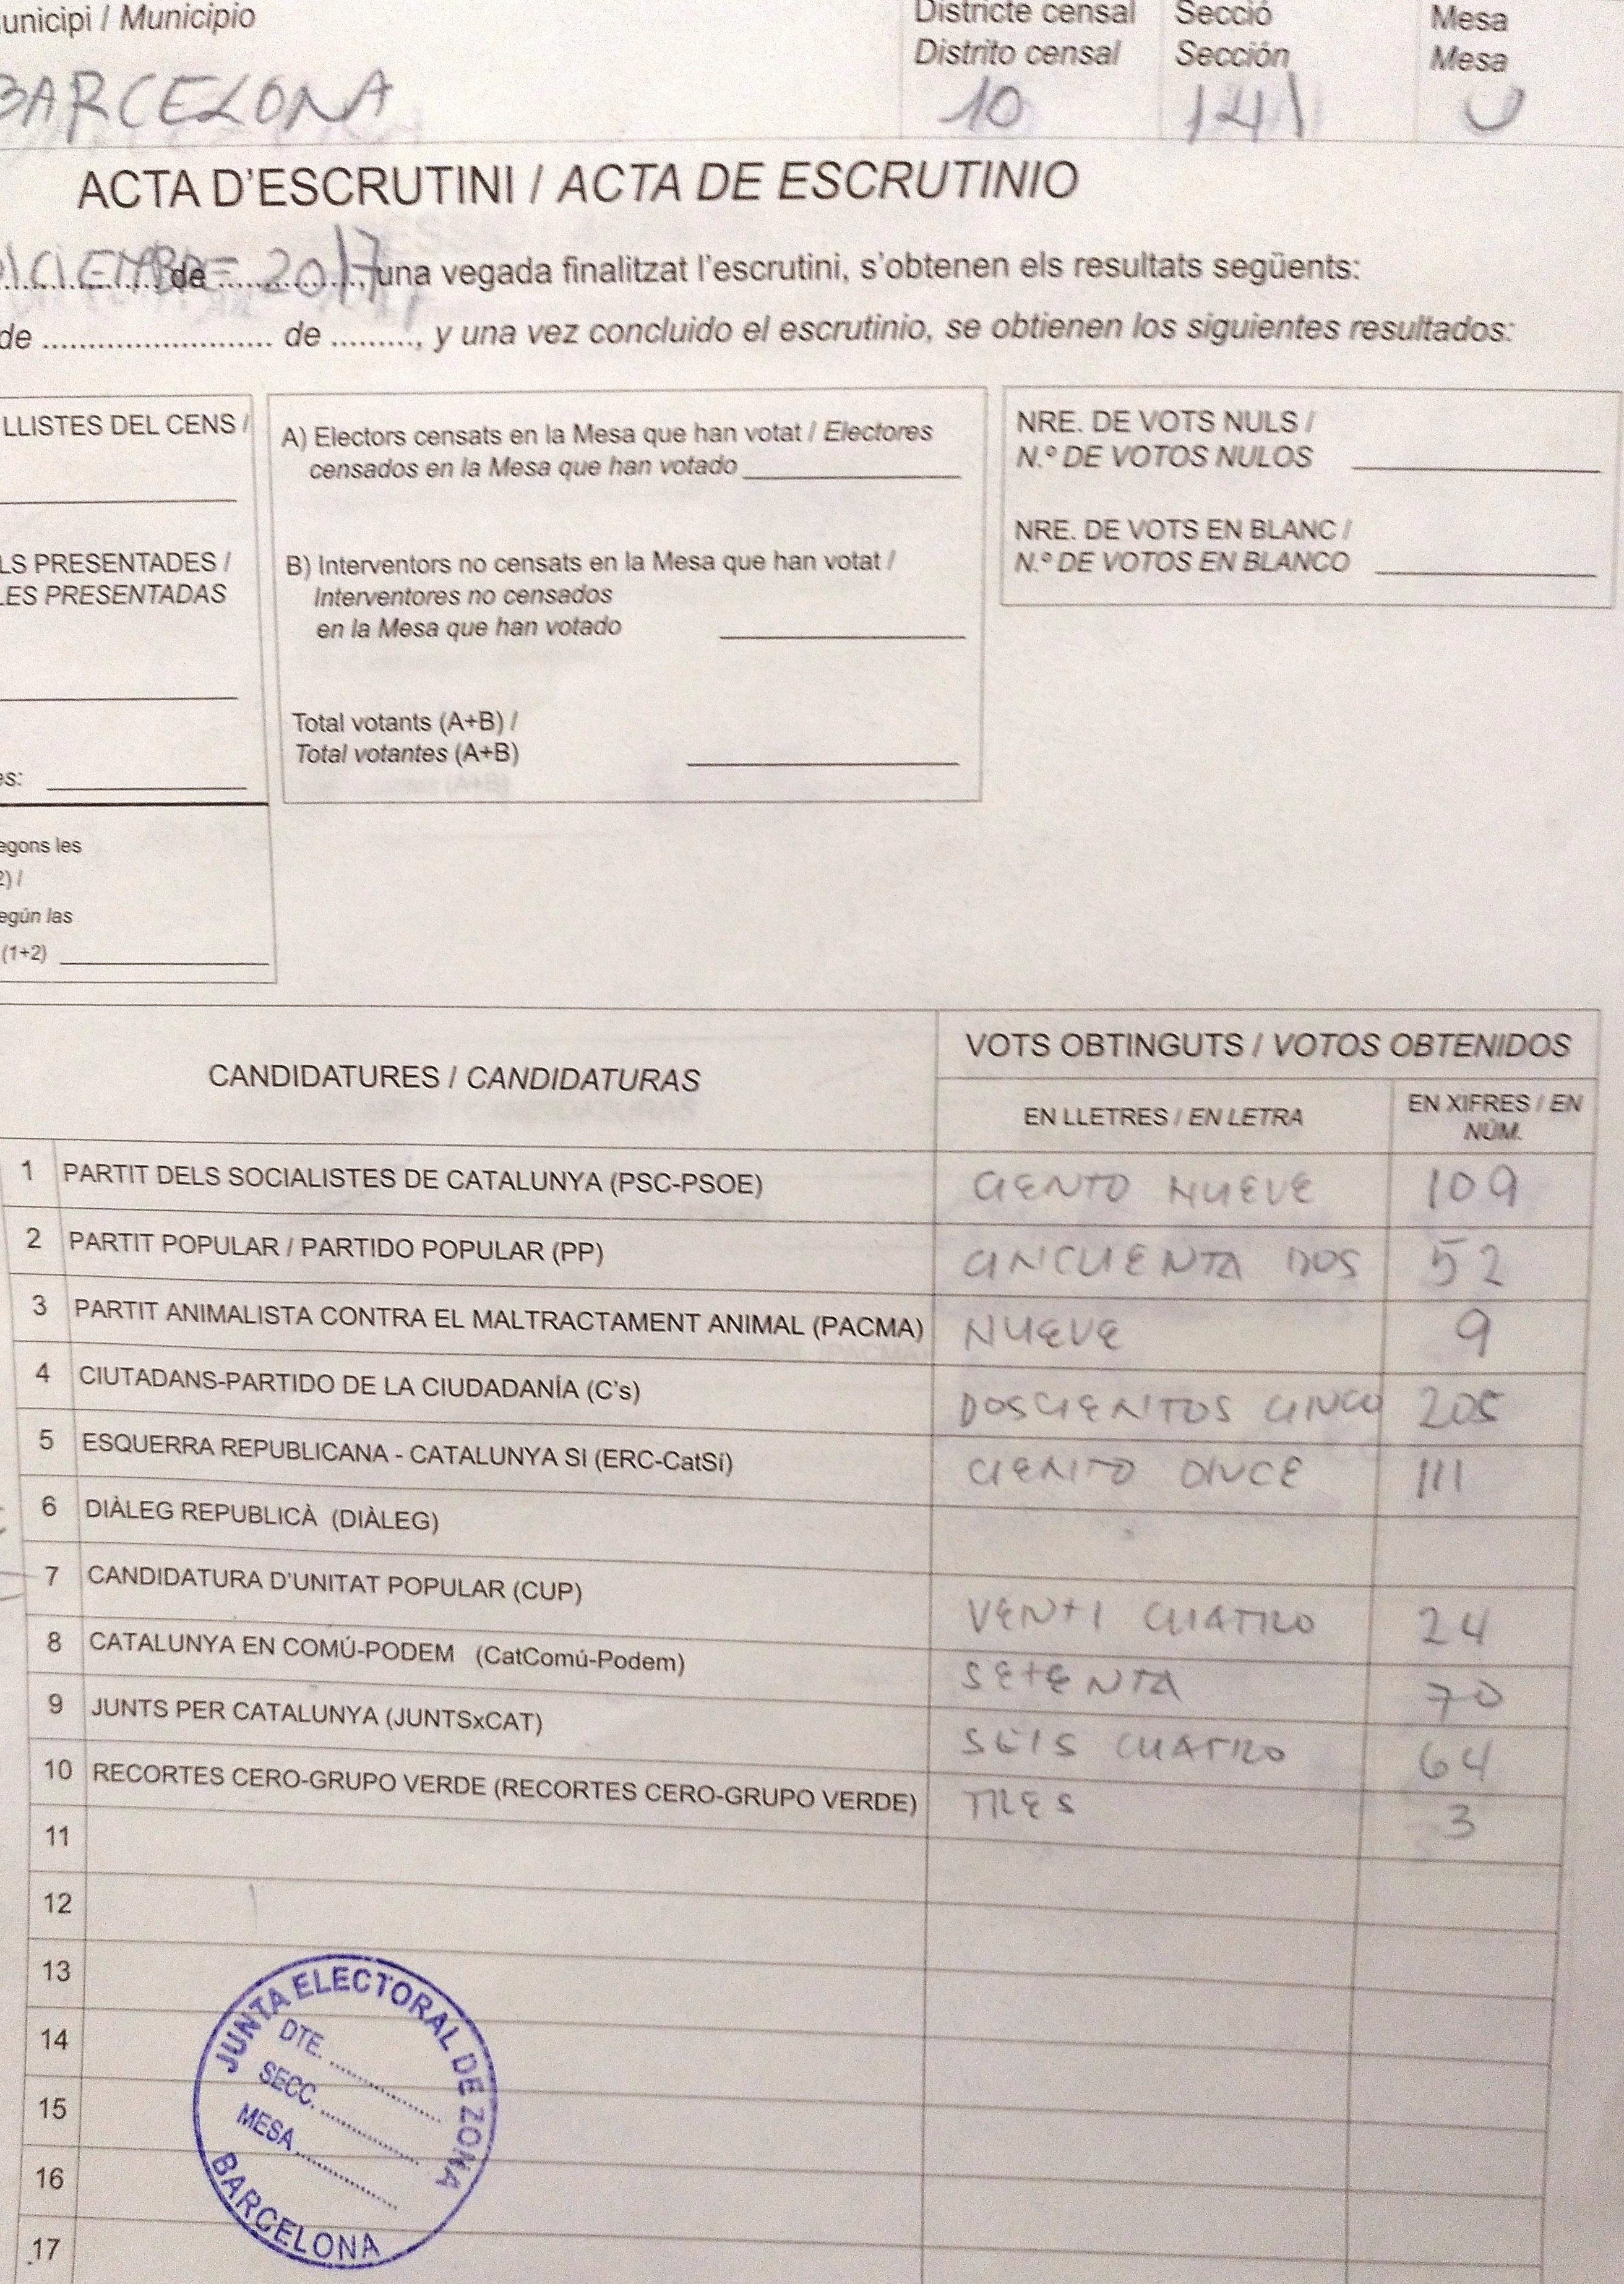 unicipi / Municipio
Districte censal
Distrito censal
Secció
Sección
Mesa
Mesa
BARCELONA
10
141
U
ACTA D'ESCRUTINI / ACTA DE ESCRUTINIO
DICIEMBRE de 2017, una vegada finalitzat l'escrutini, s'obtenen els resultats següents:
de ......................... de ........., y una vez concluido el escrutinio, se obtienen los siguientes resultados:
LLISTES DEL CENS /
LS PRESENTADES /
LES PRESENTADAS
es:
egons les
2) /
egún las
(1+2)
A) Electors censats en la Mesa que han votat / Electores
censados en la Mesa que han votado
B) Interventors no censats en la Mesa que han votat /
Interventores no censados
en la Mesa que han votado
Total votants (A+B) /
Total votantes (A+B)
NRE. DE VOTS NULS /
N.º DE VOTOS NULOS
NRE. DE VOTS EN BLANC /
N.º DE VOTOS EN BLANCO
CANDIDATURES / CANDIDATURAS
VOTS OBTINGUTS / VOTOS OBTENIDOS
EN LLETRES / EN LETRA
EN XIFRES / EN
NÚM.
1 PARTIT DELS SOCIALISTES DE CATALUNYA (PSC-PSOE) CIENTO NUEVE 109
2 PARTIT POPULAR / PARTIDO POPULAR (PP) CINCUENTA DOS 52
3 PARTIT ANIMALISTA CONTRA EL MALTRACTAMENT ANIMAL (PACMA) NUEVE 9
4 CIUTADANS-PARTIDO DE LA CIUDADANÍA (C's) DOSCIENTOS CINCO 205
5 ESQUERRA REPUBLICANA - CATALUNYA SI (ERC-CatSí) CIENTO ONCE 111
6 DIÀLEG REPUBLICÀ (DIÀLEG)
7 CANDIDATURA D'UNITAT POPULAR (CUP) VENTI CUATRO 24
8 CATALUNYA EN COMÚ-PODEM (CatComú-Podem) SETENTA 70
9 JUNTS PER CATALUNYA (JUNTSxCAT) SEIS CUATRO 64
10 RECORTES CERO-GRUPO VERDE (RECORTES CERO-GRUPO VERDE) TRES 3
11
12
13
14
15
16
17
JUNTA ELECTORAL DE ZONA
DTE. ............
SECC. ............
MESA ............
BARCELONA